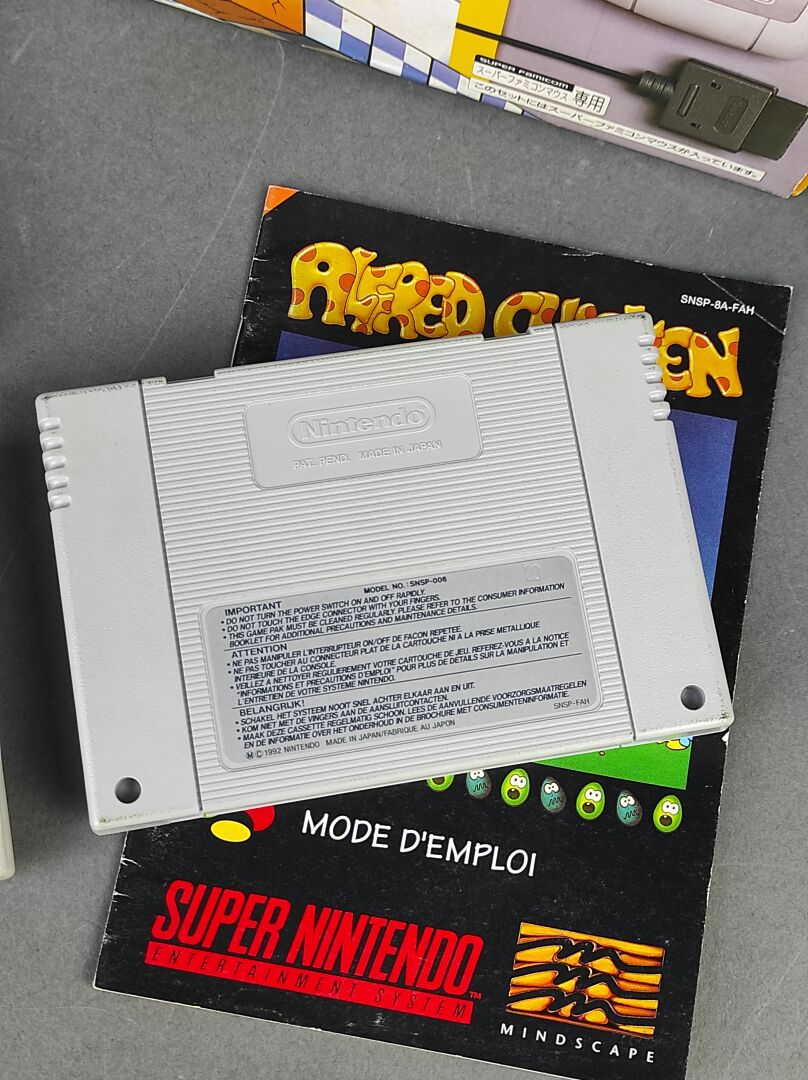 SUPER FAMICOM
スーパーファミコンマウス 専用
このセットにはスーパーファミコンマウスが入っています。
SNSP-8A-FAH
ALFRED CHICKEN
Nintendo
PAT. PEND. MADE IN JAPAN
MODEL NO.: SNSP-006
IMPORTANT
• DO NOT TURN THE POWER SWITCH ON AND OFF RAPIDLY.
• DO NOT TOUCH THE EDGE CONNECTOR WITH YOUR FINGERS.
• THIS GAME PAK MUST BE CLEANED REGULARLY. PLEASE REFER TO THE CONSUMER INFORMATION
BOOKLET FOR ADDITIONAL PRECAUTIONS AND MAINTENANCE DETAILS.
ATTENTION
• NE PAS MANIPULER L'INTERRUPTEUR ON/OFF DE FACON REPETEE.
• NE PAS TOUCHER AU CONNECTEUR PLAT DE LA CARTOUCHE NI A LA PRISE METALLIQUE
INTERIEURE DE LA CONSOLE.
• VEILLEZ A NETTOYER REGULIEREMENT VOTRE CARTOUCHE DE JEU. REFEREZ-VOUS A LA NOTICE
"INFORMATIONS ET PRECAUTIONS D'EMPLOI" POUR PLUS DE DETAILS SUR LA MANIPULATION ET
L'ENTRETIEN DE VOTRE SYSTEME NINTENDO.
BELANGRIJK!
• SCHAKEL HET SYSTEEM NOOIT SNEL ACHTER ELKAAR AAN EN UIT.
• KOM NIET MET DE VINGERS AAN DE AANSLUITCONTACTEN.
• MAAK DEZE CASSETTE REGELMATIG SCHOON. LEES DE AANVULLENDE VOORZORGSMAATREGELEN
EN DE INFORMATIE OVER HET ONDERHOUD IN DE BROCHURE MET CONSUMENTENINFORMATIE.
SNSP-FAH
Ⓜ © 1992 NINTENDO MADE IN JAPAN/FABRIQUE AU JAPON
MODE D'EMPLOI
SUPER NINTENDO
ENTERTAINMENT SYSTEM™
MINDSCAPE